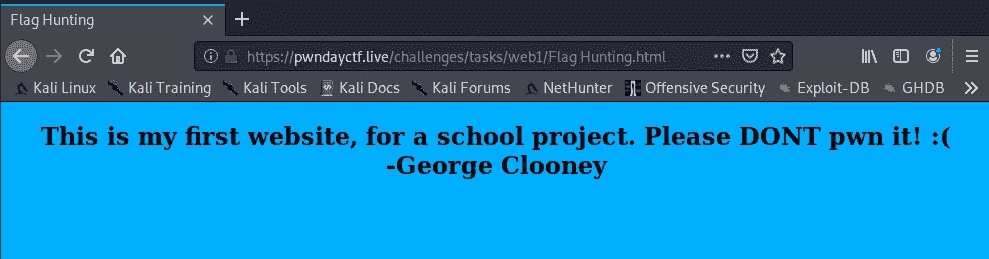 Flag Hunting
https://pwndayctf.live/challenges/tasks/web1/Flag Hunting.html
Kali Linux Kali Training Kali Tools Kali Docs Kali Forums NetHunter Offensive Security Exploit-DB GHDB
This is my first website, for a school project. Please DONT pwn it! :(
-George Clooney